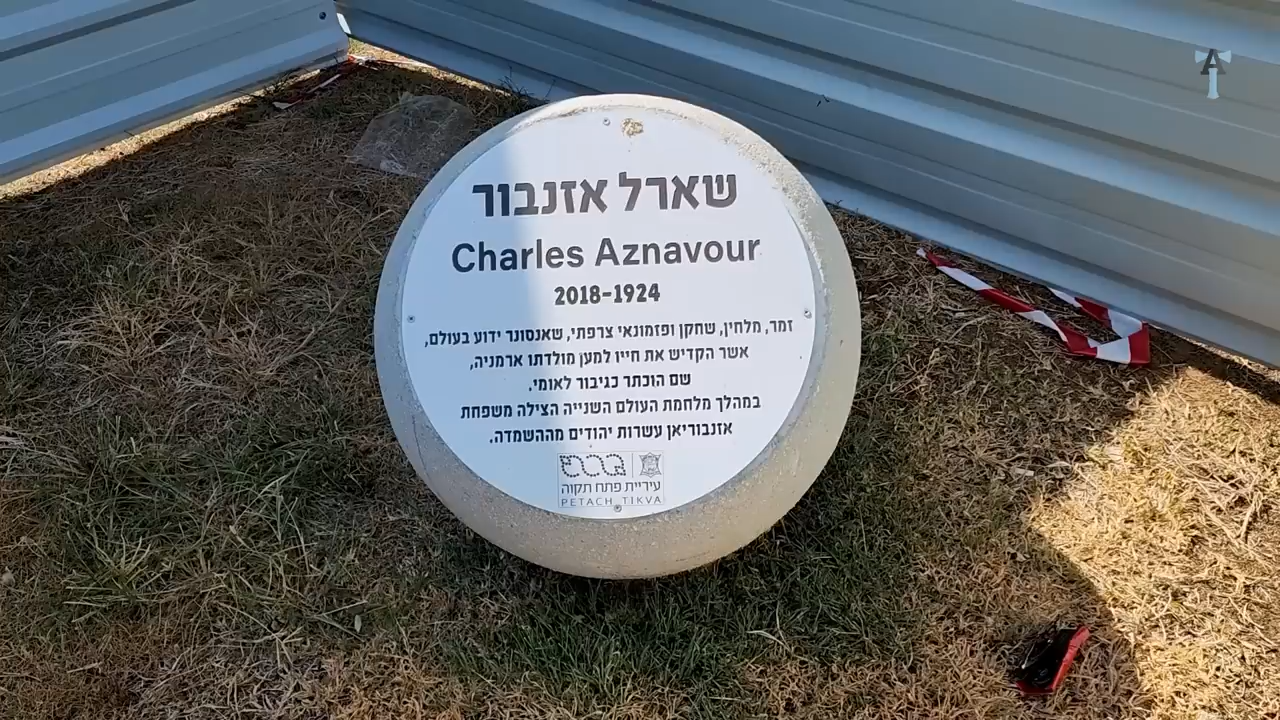 שארל אזנבור
Charles Aznavour
2018-1924
זמר, מלחין, שחקן ופזמונאי צרפתי, שאנסונר ידוע בעולם,
אשר הקדיש את חייו למען מולדתו ארמניה,
שם הוכתר כגיבור לאומי.
במהלך מלחמת העולם השנייה הצילה משפחת
אזנבוריאן עשרות יהודים מההשמדה.
עיריית פתח תקוה
PETACH TIKVA